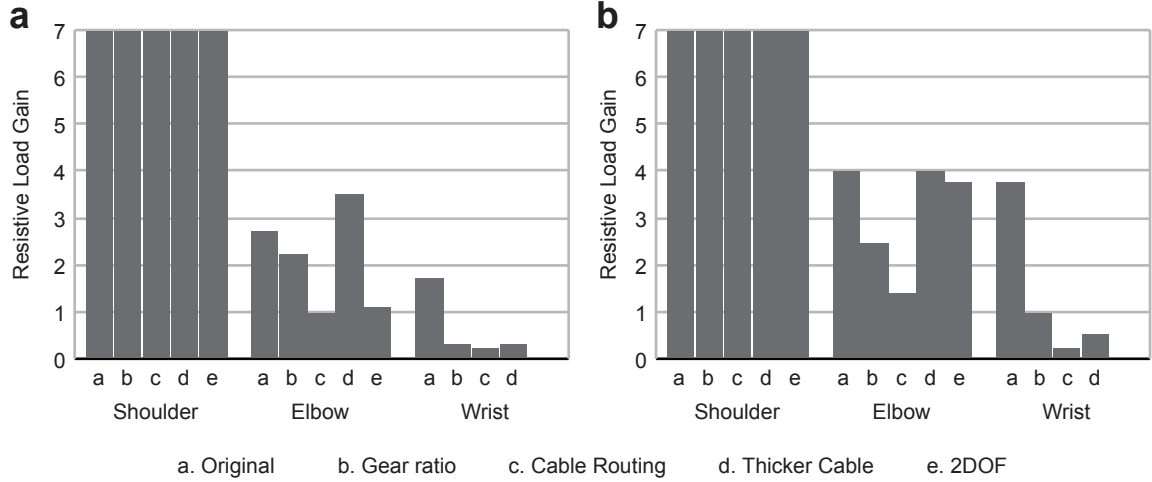 a
Resistive Load Gain
7
6
5
4
3
2
1
0
a b c d e a b c d e a b c d
Shoulder Elbow Wrist
b
Resistive Load Gain
7
6
5
4
3
2
1
0
a b c d e a b c d e a b c d
Shoulder Elbow Wrist
a. Original b. Gear ratio c. Cable Routing d. Thicker Cable e. 2DOF